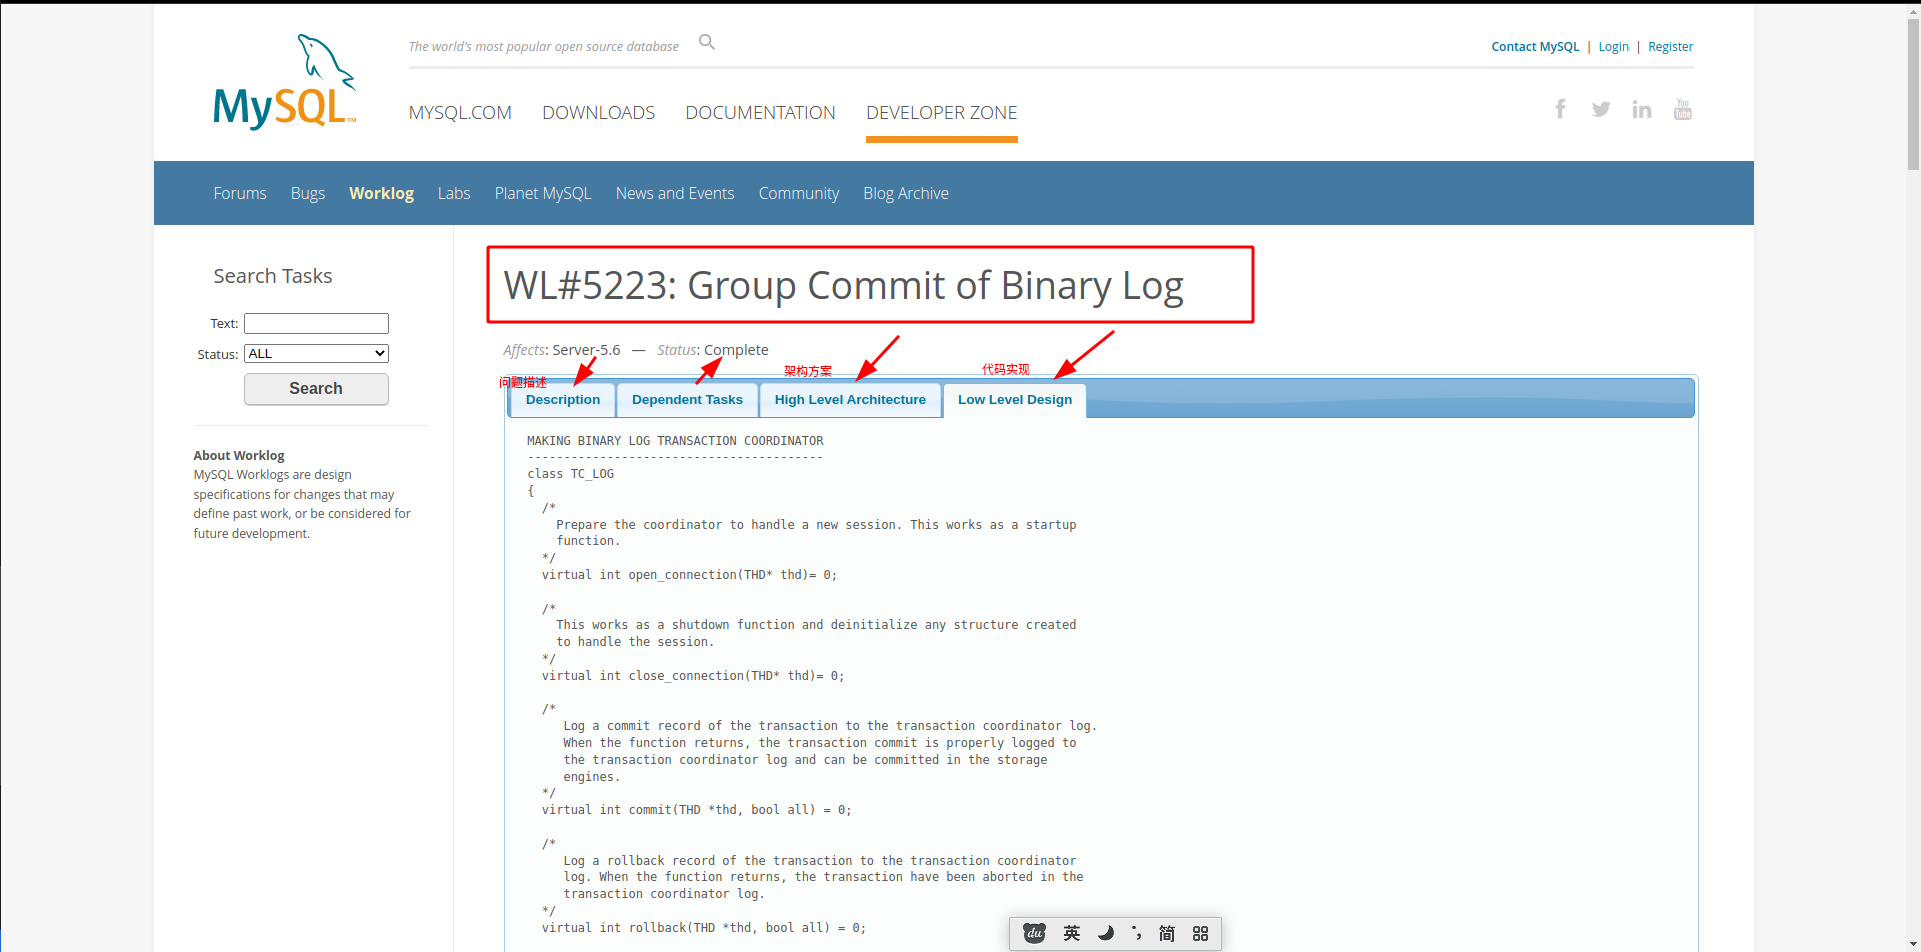 The world's most popular open source database
Contact MySQL | Login | Register
MySQL™
MYSQL.COM DOWNLOADS DOCUMENTATION DEVELOPER ZONE
f in You Tube
Forums Bugs Worklog Labs Planet MySQL News and Events Community Blog Archive
Search Tasks
Text:
Status: ALL
Search
About Worklog
MySQL Worklogs are design
specifications for changes that may
define past work, or be considered for
future development.
WL#5223: Group Commit of Binary Log
Affects: Server-5.6 — Status: Complete
问题描述 架构方案 代码实现
Description Dependent Tasks High Level Architecture Low Level Design
MAKING BINARY LOG TRANSACTION COORDINATOR
-----------------------------------------
class TC_LOG
{
/*
Prepare the coordinator to handle a new session. This works as a startup
function.
*/
virtual int open_connection(THD* thd)= 0;
/*
This works as a shutdown function and deinitialize any structure created
to handle the session.
*/
virtual int close_connection(THD* thd)= 0;
/*
Log a commit record of the transaction to the transaction coordinator log.
When the function returns, the transaction commit is properly logged to
the transaction coordinator log and can be committed in the storage
engines.
*/
virtual int commit(THD *thd, bool all) = 0;
/*
Log a rollback record of the transaction to the transaction coordinator
log. When the function returns, the transaction have been aborted in the
transaction coordinator log.
*/
virtual int rollback(THD *thd, bool all) = 0;
du 英 简